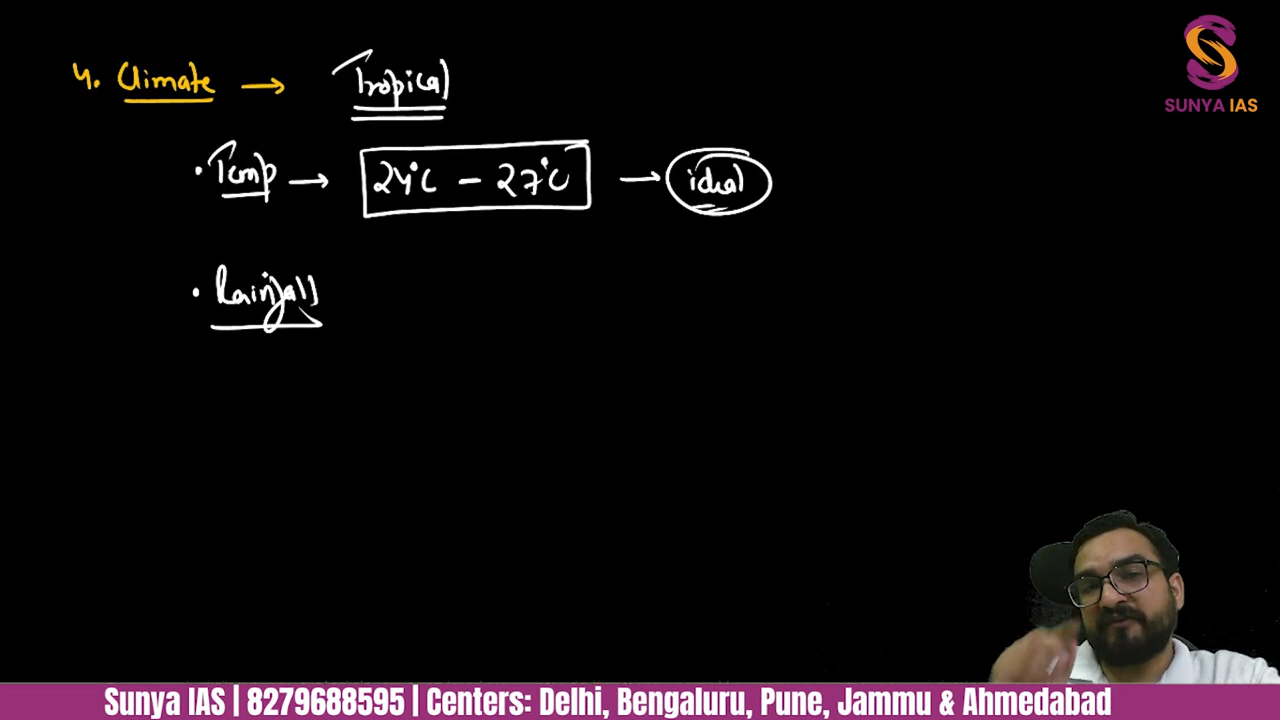 4. Climate → Tropical
SUNYA IAS
• Temp → 24°C - 27°C → ideal
• Rainfall
Sunya IAS | 8279688595 | Centers: Delhi, Bengaluru, Pune, Jammu & Ahmedabad